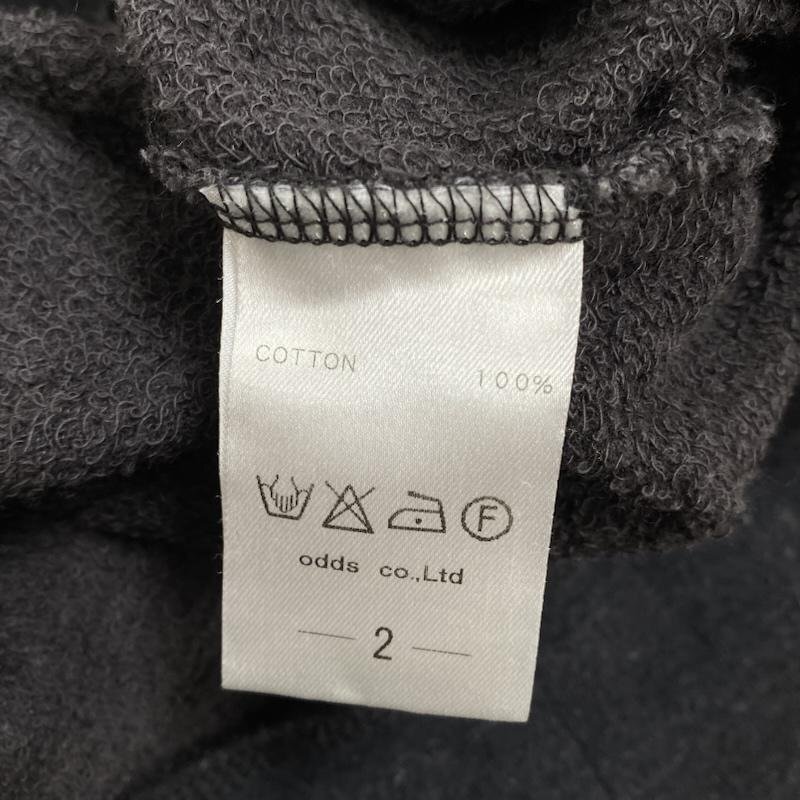 COTTON 100%
F
odds co.,Ltd
— 2 —